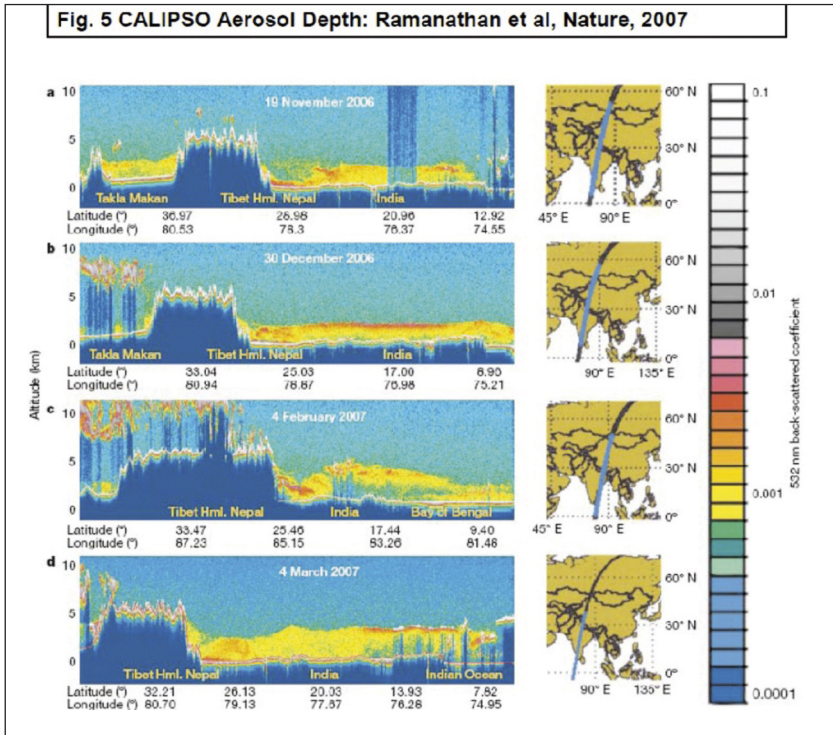 Fig. 5 CALIPSO Aerosol Depth: Ramanathan et al, Nature, 2007
a
10
5
0
19 November 2006
Takla Makan Tibet Hml. Nepal India
Latitude (°) 30.97 26.98 20.96 12.92
Longitude (°) 80.53 78.3 76.37 74.55
60° N
30° N
0°
45° E 90° E
b
10
5
0
30 December 2006
Takla Makan Tibet Hml. Nepal India
Latitude (°) 33.04 25.03 17.00 8.90
Longitude (°) 80.94 78.87 76.98 75.21
60° N
30° N
0°
90° E 135° E
Altitude (km)
c
10
5
0
4 February 2007
Tibet Hml. Nepal India Bay of Bengal
Latitude (°) 33.47 25.46 17.44 9.40
Longitude (°) 87.23 85.15 83.26 81.48
60° N
30° N
0°
45° E 90° E
d
10
5
0
4 March 2007
Tibet Hml. Nepal India Indian Ocean
Latitude (°) 32.21 26.13 20.03 13.93 7.82
Longitude (°) 80.70 79.13 77.67 76.28 74.95
60° N
30° N
0°
90° E 135° E
0.1
0.01
0.001
0.0001
532 nm back-scattered coefficient